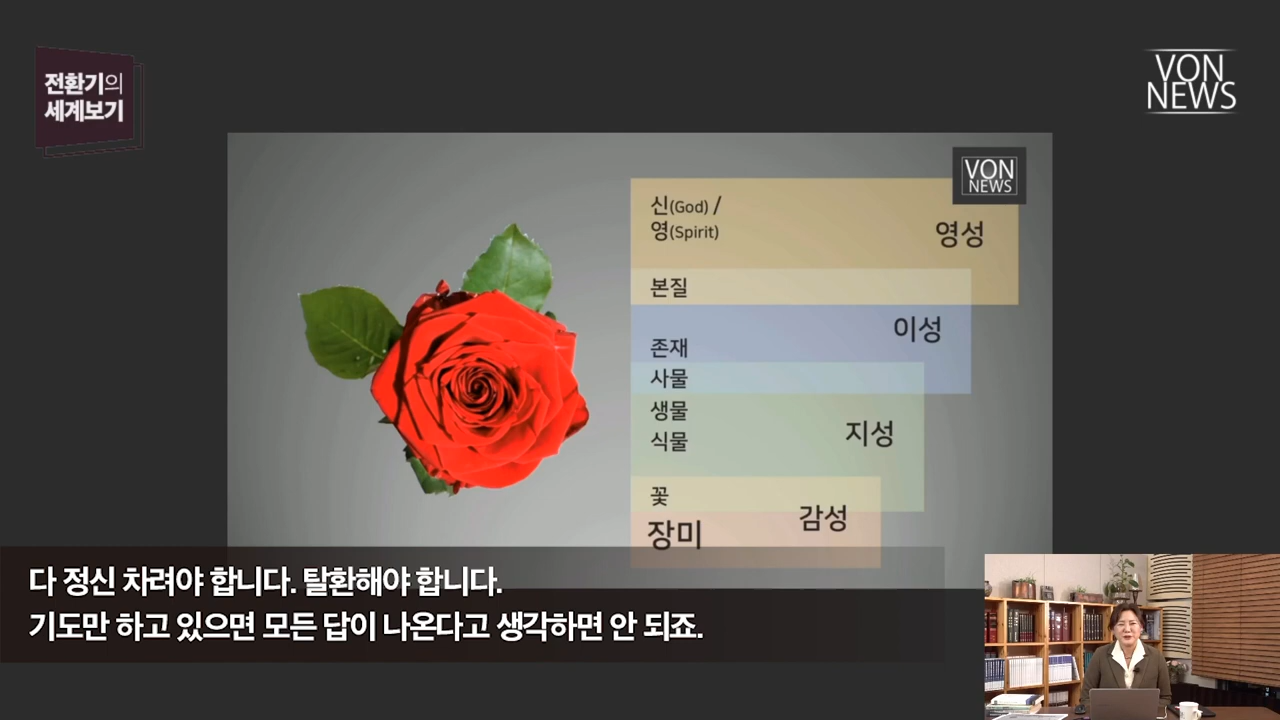 전환기의
세계보기
VON
NEWS
VON
NEWS
신(God) /
영(Spirit)
영성
본질
이성
존재
사물
생물
식물
지성
꽃
장미
감성
다 정신 차려야 합니다. 탈환해야 합니다.
기도만 하고 있으면 모든 답이 나온다고 생각하면 안 되죠.